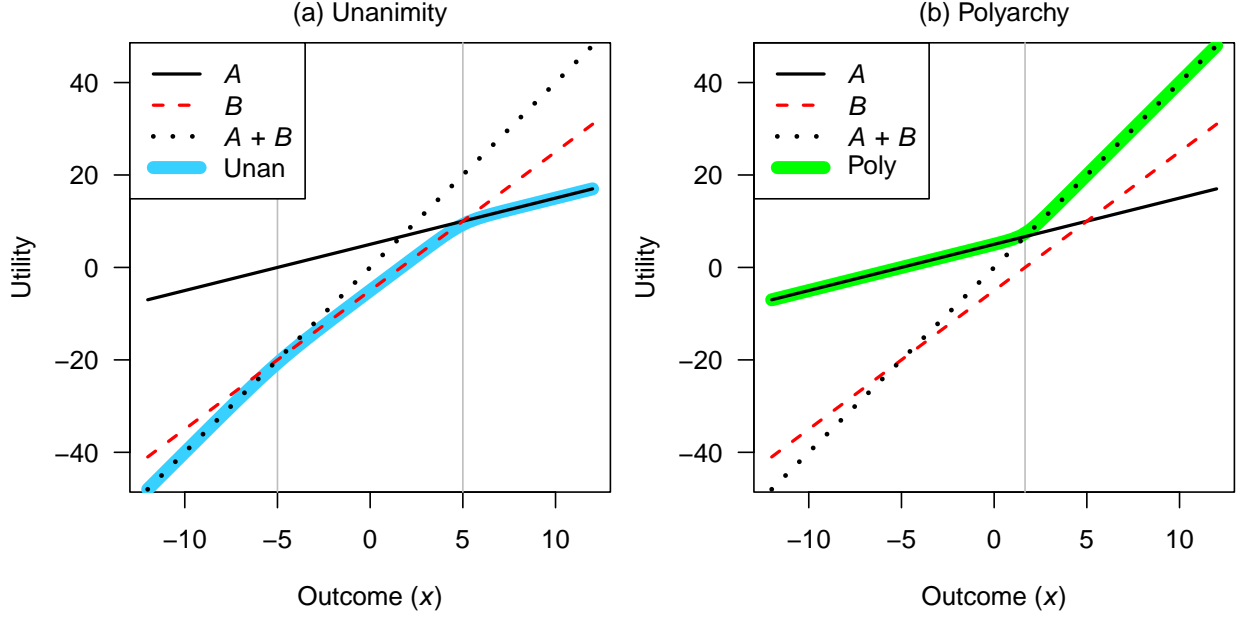 (a) Unanimity
A
B
A + B
Unan
Utility
40
20
0
−20
−40
−10
−5
0
5
10
Outcome (x)
(b) Polyarchy
A
B
A + B
Poly
Utility
40
20
0
−20
−40
−10
−5
0
5
10
Outcome (x)